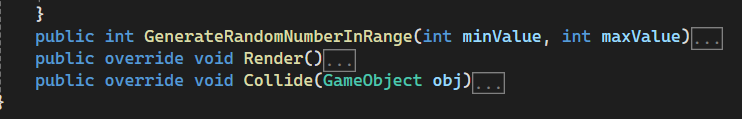 }
public int GenerateRandomNumberInRange(int minValue, int maxValue)...
public override void Render()...
public override void Collide(GameObject obj)...
}